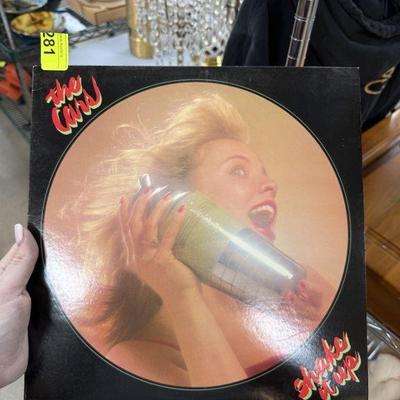 281
the
Cars
shake
it up